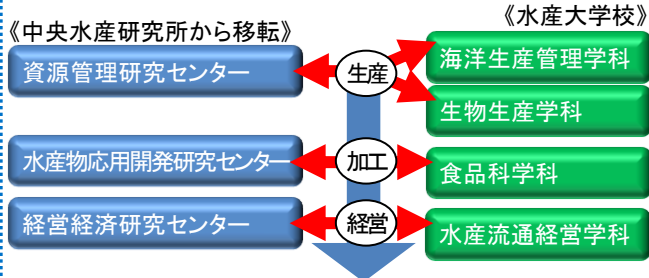 《水産大学校》
《中央水産研究所から移転》
資源管理研究センター
生産
海洋生産管理学科
生物生産学科
水産物応用開発研究センター
加工
食品科学科
経営経済研究センター
経営
水産流通経営学科